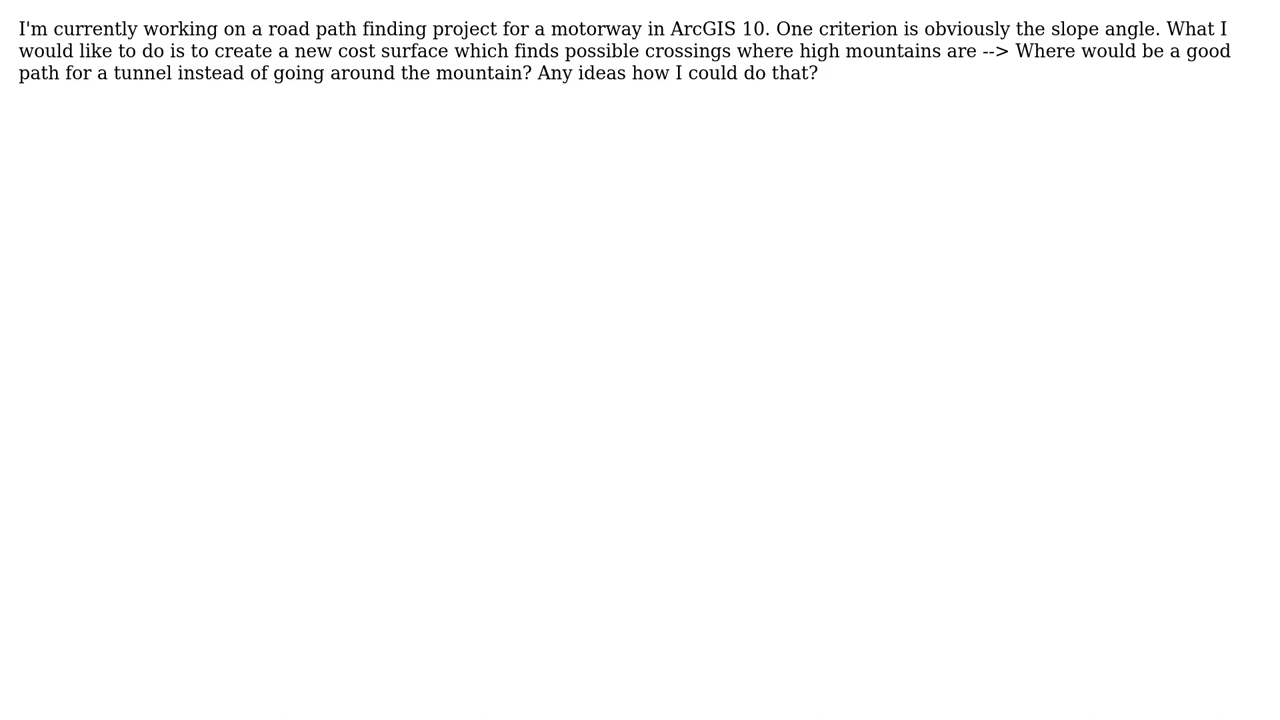 I'm currently working on a road path finding project for a motorway in ArcGIS 10. One criterion is obviously the slope angle. What I
would like to do is to create a new cost surface which finds possible crossings where high mountains are --> Where would be a good
path for a tunnel instead of going around the mountain? Any ideas how I could do that?